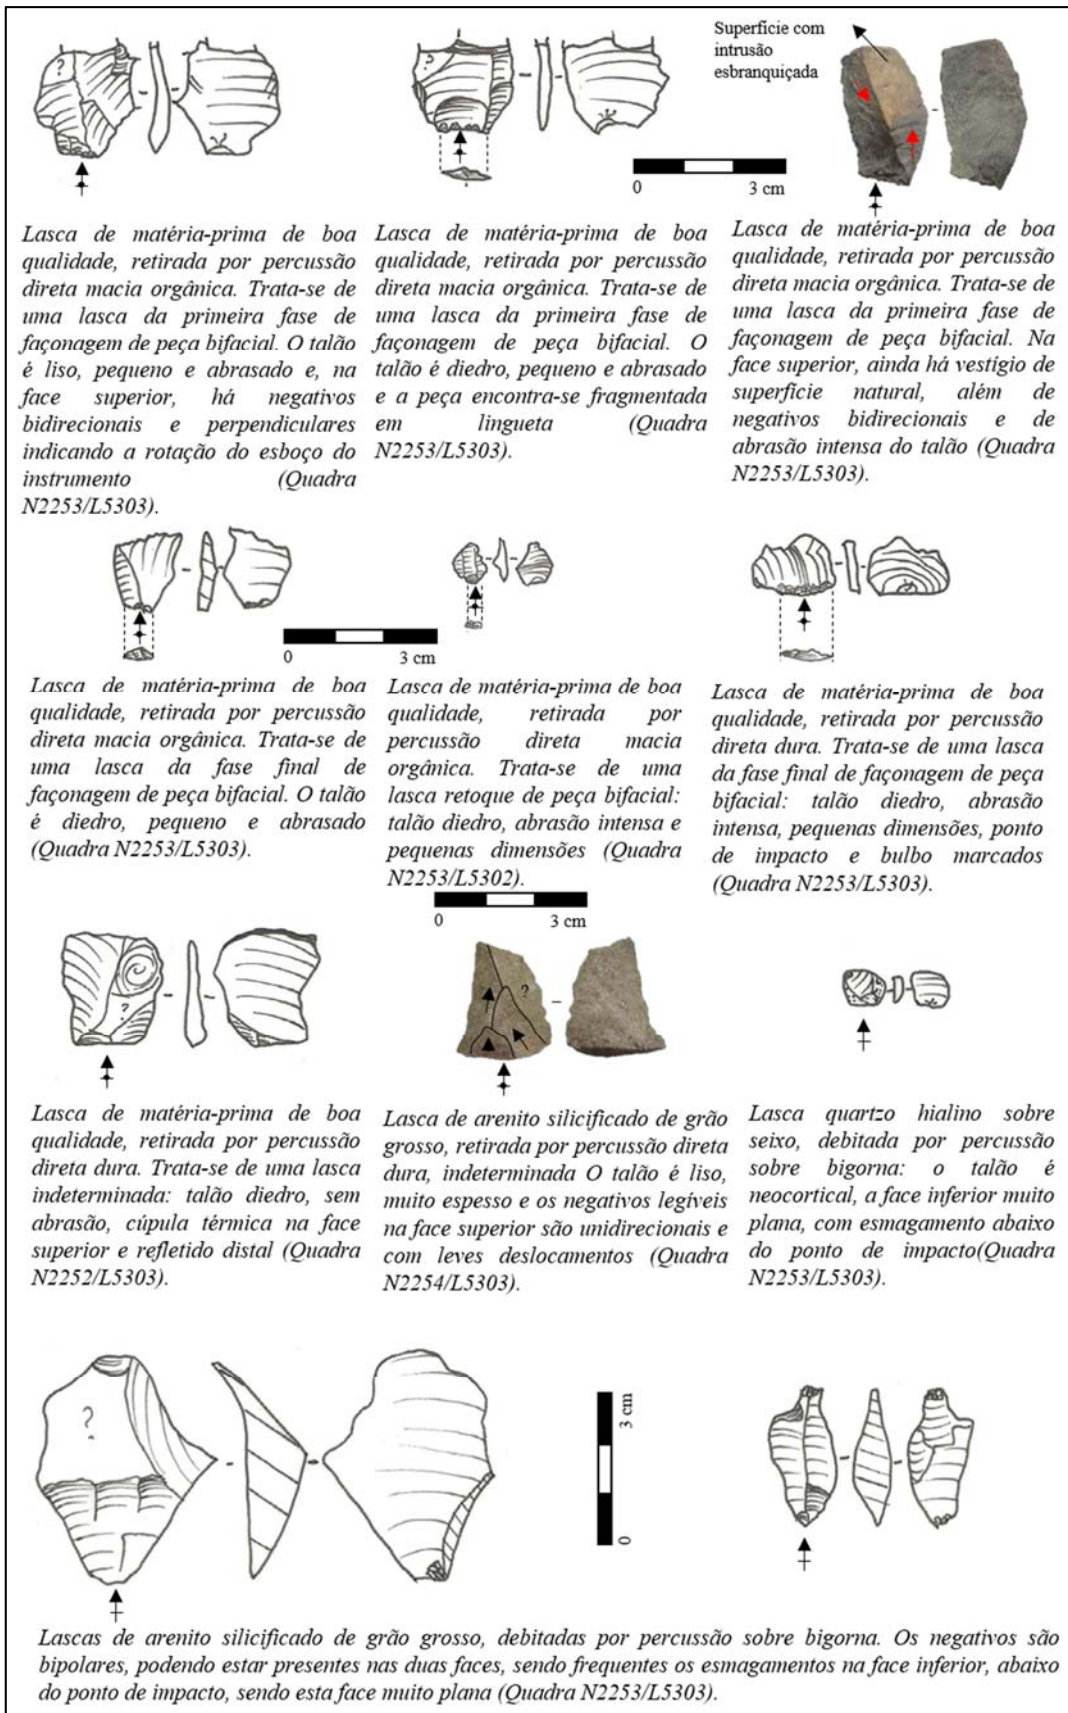 Superfície com
intrusão
esbranquiçada
?
?
0 3 cm
Lasca de matéria-prima de boa
qualidade, retirada por percussão
direta macia orgânica. Trata-se de
uma lasca da primeira fase de
façonagem de peça bifacial. O talão
é liso, pequeno e abrasado e, na
face superior, há negativos
bidirecionais e perpendiculares
indicando a rotação do esboço do
instrumento (Quadra
N2253/L5303).
Lasca de matéria-prima de boa
qualidade, retirada por percussão
direta macia orgânica. Trata-se de
uma lasca da primeira fase de
façonagem de peça bifacial. O
talão é diedro, pequeno e abrasado
e a peça encontra-se fragmentada
em lingueta (Quadra
N2253/L5303).
Lasca de matéria-prima de boa
qualidade, retirada por percussão
direta macia orgânica. Trata-se de
uma lasca da primeira fase de
façonagem de peça bifacial. Na
face superior, ainda há vestígio de
superfície natural, além de
negativos bidirecionais e de
abrasão intensa do talão (Quadra
N2253/L5303).
0 3 cm
Lasca de matéria-prima de boa
qualidade, retirada por percussão
direta macia orgânica. Trata-se de
uma lasca da fase final de
façonagem de peça bifacial. O talão
é diedro, pequeno e abrasado
(Quadra N2253/L5303).
Lasca de matéria-prima de boa
qualidade, retirada por
percussão direta macia
orgânica. Trata-se de uma
lasca retoque de peça bifacial:
talão diedro, abrasão intensa e
pequenas dimensões (Quadra
N2253/L5302).
Lasca de matéria-prima de boa
qualidade, retirada por percussão
direta dura. Trata-se de uma lasca
da fase final de façonagem de peça
bifacial: talão diedro, abrasão
intensa, pequenas dimensões, ponto
de impacto e bulbo marcados
(Quadra N2253/L5303).
0 3 cm
?
?
Lasca de matéria-prima de boa
qualidade, retirada por percussão
direta dura. Trata-se de uma lasca
indeterminada: talão diedro, sem
abrasão, cúpula térmica na face
superior e refletido distal (Quadra
N2252/L5303).
Lasca de arenito silicificado de grão
grosso, retirada por percussão direta
dura, indeterminada O talão é liso,
muito espesso e os negativos legíveis
na face superior são unidirecionais e
com leves deslocamentos (Quadra
N2254/L5303).
Lasca quartzo hialino sobre
seixo, debitada por percussão
sobre bigorna: o talão é
neocortical, a face inferior muito
plana, com esmagamento abaixo
do ponto de impacto(Quadra
N2253/L5303).
?
0 3 cm
Lascas de arenito silicificado de grão grosso, debitadas por percussão sobre bigorna. Os negativos são
bipolares, podendo estar presentes nas duas faces, sendo frequentes os esmagamentos na face inferior, abaixo
do ponto de impacto, sendo esta face muito plana (Quadra N2253/L5303).